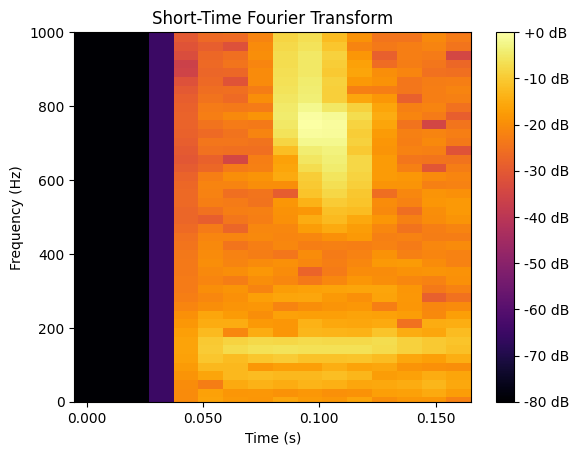 Short-Time Fourier Transform
1000
800
600
400
200
0
Frequency (Hz)
0.000
0.050
0.100
0.150
Time (s)
+0 dB
-10 dB
-20 dB
-30 dB
-40 dB
-50 dB
-60 dB
-70 dB
-80 dB